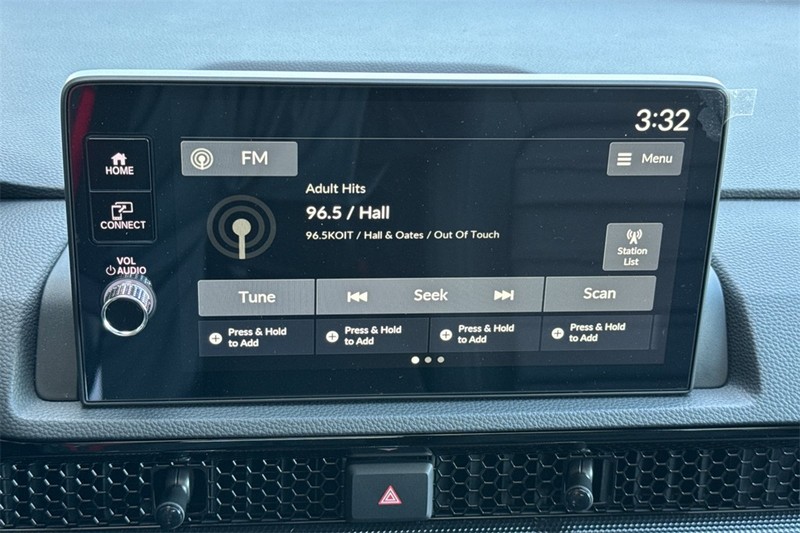 3:32
HOME
FM
Menu
Adult Hits
96.5 / Hall
96.5KOIT / Hall & Oates / Out Of Touch
CONNECT
Station
List
VOL
AUDIO
Tune
Seek
Scan
Press & Hold
to Add
Press & Hold
to Add
Press & Hold
to Add
Press & Hold
to Add